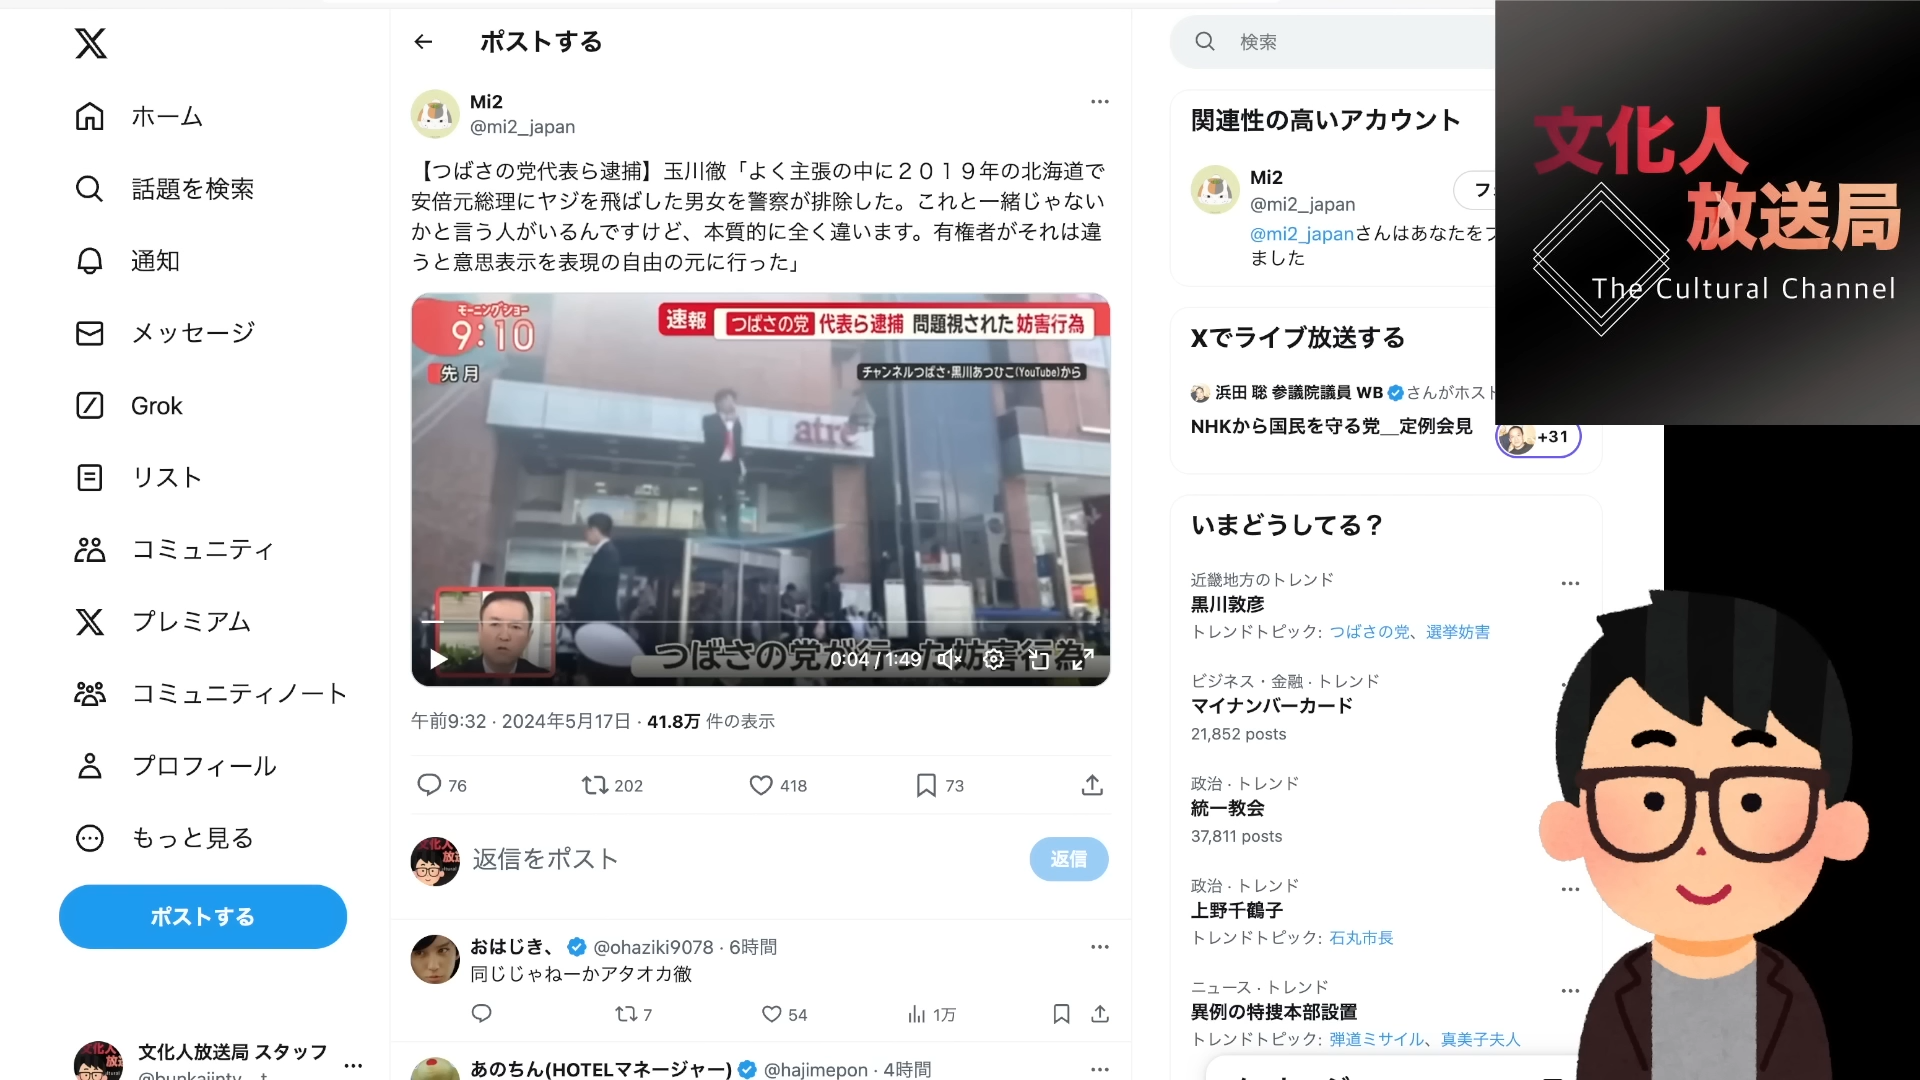 ホーム
話題を検索
通知
メッセージ
Grok
リスト
コミュニティ
プレミアム
コミュニティノート
プロフィール
もっと見る
ポストする
文化人放送局 スタッフ
ポストする
Mi2
@mi2_japan
【つばさの党代表ら逮捕】玉川徹「よく主張の中に２０１９年の北海道で
安倍元総理にヤジを飛ばした男女を警察が排除した。これと一緒じゃない
かと言う人がいるんですけど、本質的に全く違います。有権者がそれは違
うと意思表示を表現の自由の元に行った」
モーニングショー
9:10
先月
速報 つばさの党 代表ら逮捕 問題視された妨害行為
チャンネルつばさ・黒川あつひこ(YouTube)から
atre
つばさの党が行った妨害行為
0:04 / 1:49
午前9:32 · 2024年5月17日 · 41.8万 件の表示
76 202 418 73
返信をポスト
返信
おはじき、 @ohaziki9078 · 6時間
同じじゃねーかアタオカ徹
7 54 1万
あのちん(HOTELマネージャー) @hajimepon · 4時間
検索
関連性の高いアカウント
Mi2
@mi2_japan
@mi2_japanさんはあなたをフ
ました
Xでライブ放送する
浜田 聡 参議院議員 WB さんがホスト
NHKから国民を守る党__定例会見
+31
いまどうしてる？
近畿地方のトレンド
黒川敦彦
トレンドトピック: つばさの党、選挙妨害
ビジネス・金融 · トレンド
マイナンバーカード
21,852 posts
政治 · トレンド
統一教会
37,811 posts
政治 · トレンド
上野千鶴子
トレンドトピック: 石丸市長
ニュース · トレンド
異例の特捜本部設置
トレンドトピック: 弾道ミサイル、真美子夫人
文化人
放送局
The Cultural Channel